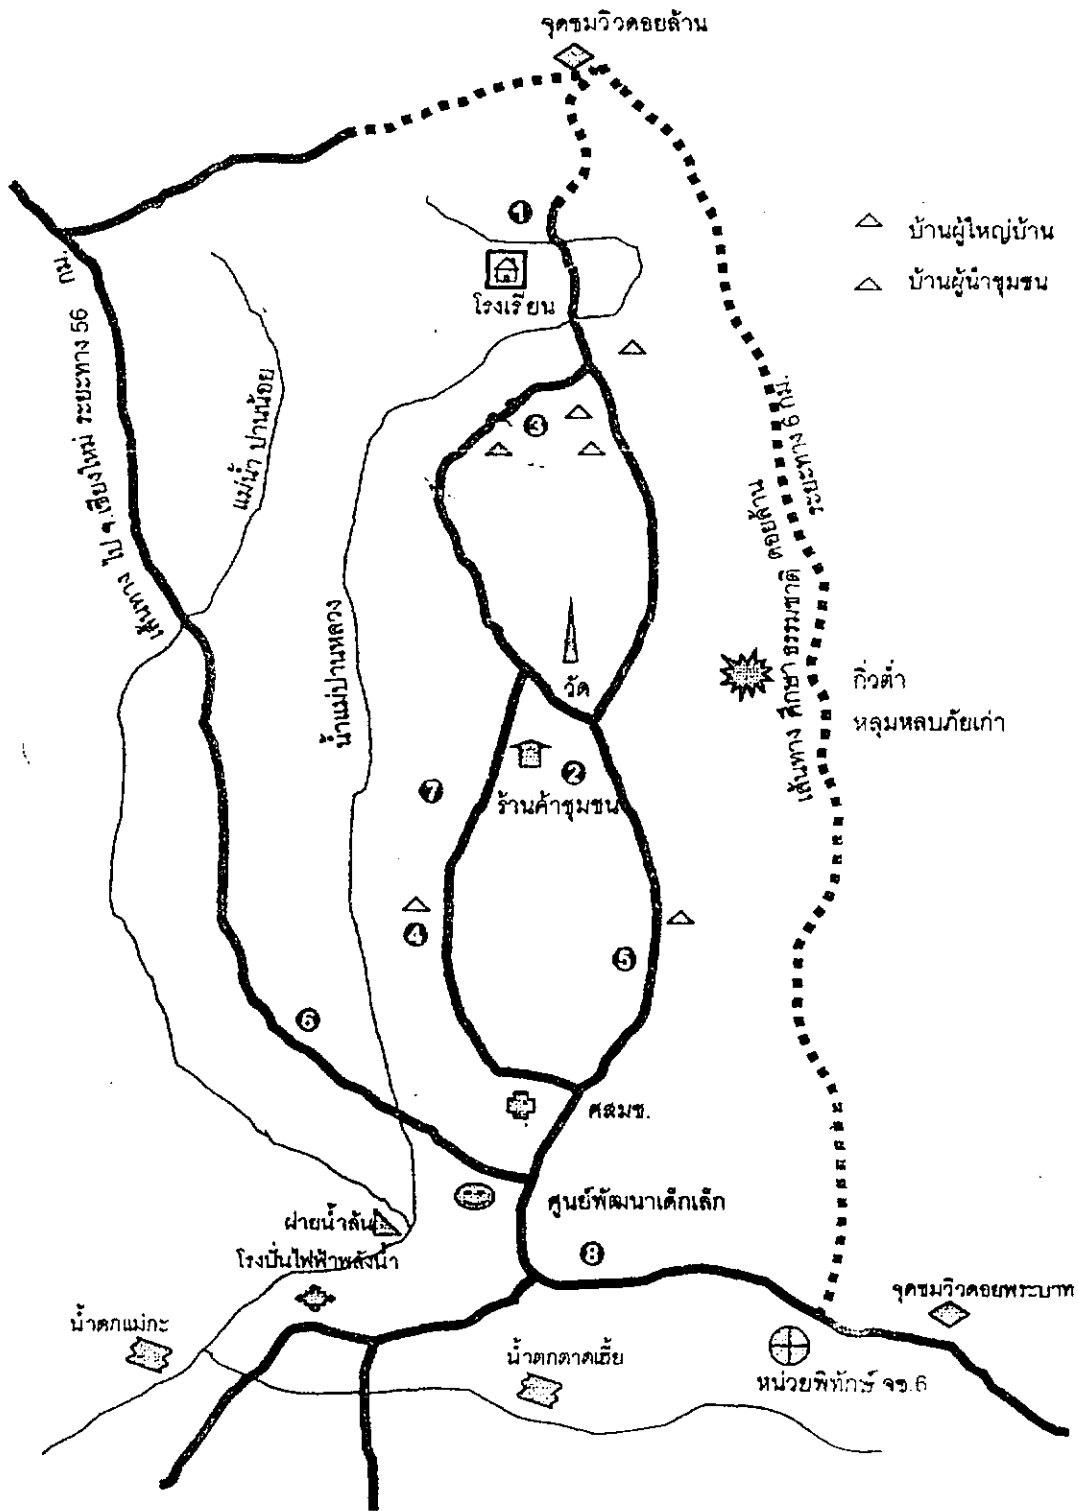 จุดชมวิวดอยล้าน
1
บ้านผู้ใหญ่บ้าน
บ้านผู้นำชุมชน
โรงเรียน
เส้นทาง ไป จ.เชียงใหม่ ระยะทาง 56 กม.
แม่น้ำ ปานน้อย
3
เส้นทาง ศึกษา ธรรมชาติ ดอยล้าน
ระยะทาง 6 กม.
น้ำแม่ปานหลวง
วัด
กิ่วต่ำ
หลุมหลบภัยเก่า
2
7
ร้านค้าชุมชน
4
5
6
ศสมช.
ศูนย์พัฒนาเด็กเล็ก
ฝายน้ำล้น
8
โรงปั่นไฟฟ้าพลังน้ำ
จุดชมวิวดอยพระบาท
น้ำตกแม่กะ
น้ำตกตาดเฮี้ย
หน่วยพิทักษ์ จซ.6